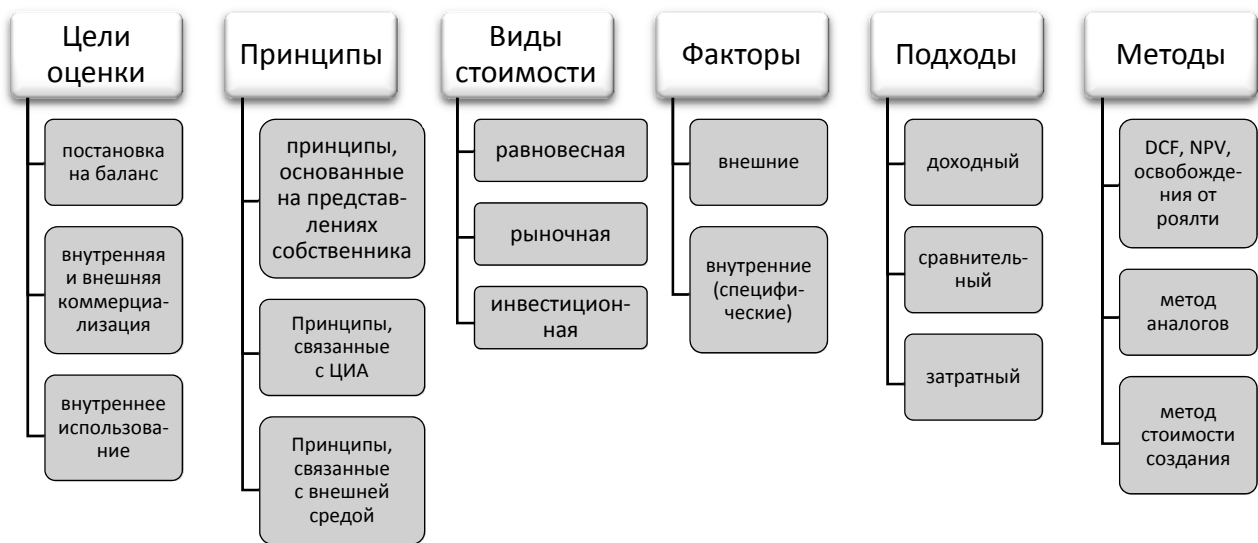 Цели
оценки
постановка
на баланс
внутренняя
и внешняя
коммерциа-
лизация
внутреннее
использова-
ние
Принципы
принципы,
основанные
на представ-
лениях
собственника
Принципы,
связанные
с ЦИА
Принципы,
связанные
с внешней
средой
Виды
стоимости
равновесная
рыночная
инвестицион-
ная
Факторы
внешние
внутренние
(специфи-
ческие)
Подходы
доходный
сравнитель-
ный
затратный
Методы
DCF, NPV,
освобожде-
ния от
роялти
метод
аналогов
метод
стоимости
создания